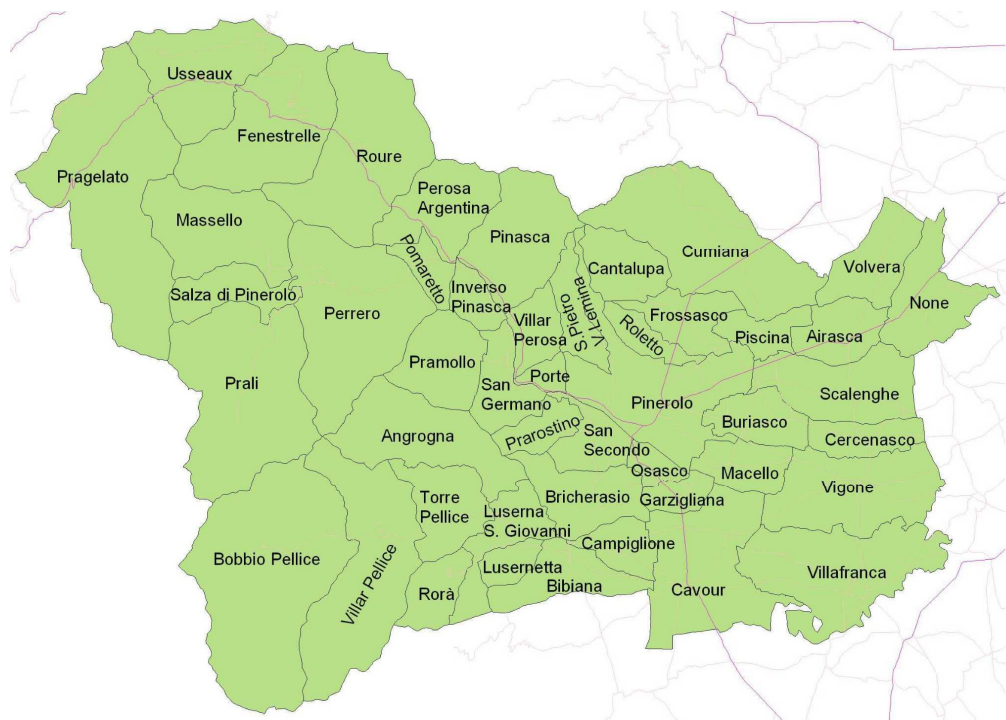 Usseaux
Fenestrelle
Roure
Pragelato
Perosa
Argentina
Massello
Pinasca
Cumiana
Pomaretto
Cantalupa
Volvera
Salza di Pinerolo
Inverso
Pinasca
S.Pietro
V.Lemina
None
Perrero
Villar
Perosa
Roletto
Frossasco
Piscina
Airasca
Pramollo
Porte
Prali
San
Germano
Pinerolo
Scalenghe
Angrogna
Prarostino
San
Secondo
Buriasco
Cercenasco
Osasco
Macello
Torre
Pellice
Luserna
S. Giovanni
Bricherasio
Garzigliana
Vigone
Bobbio Pellice
Villar Pellice
Lusernetta
Campiglione
Villafranca
Rorà
Bibiana
Cavour